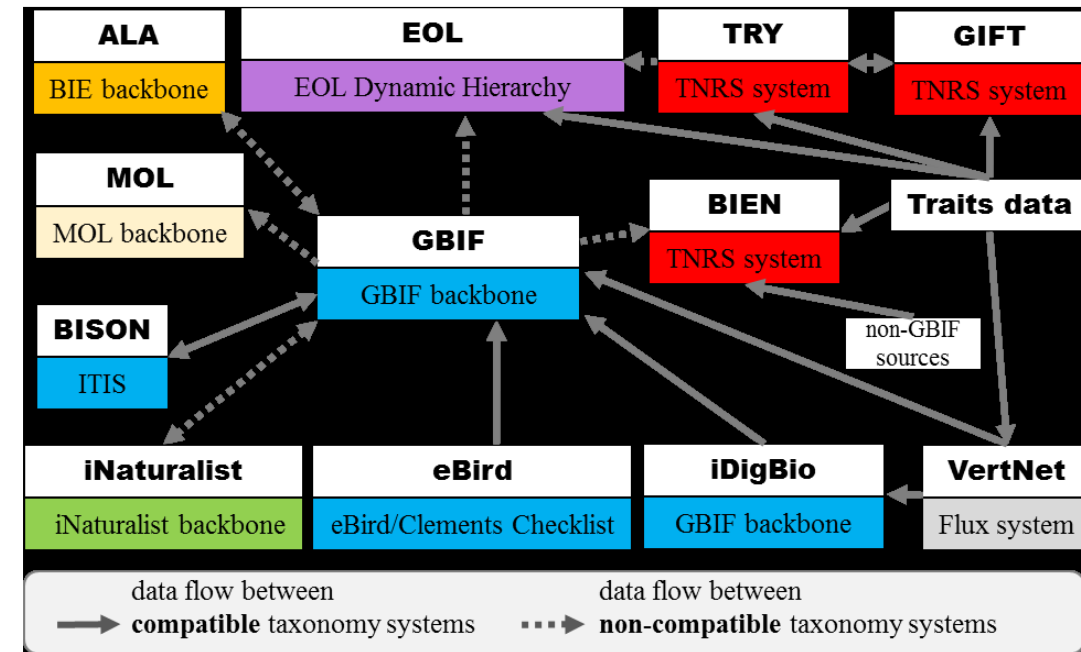 ALA
BIE backbone
EOL
EOL Dynamic Hierarchy
TRY
TNRS system
GIFT
TNRS system
MOL
MOL backbone
GBIF
GBIF backbone
BIEN
TNRS system
Traits data
BISON
ITIS
non-GBIF
sources
iNaturalist
iNaturalist backbone
eBird
eBird/Clements Checklist
iDigBio
GBIF backbone
VertNet
Flux system
data flow between
compatible taxonomy systems
data flow between
non-compatible taxonomy systems